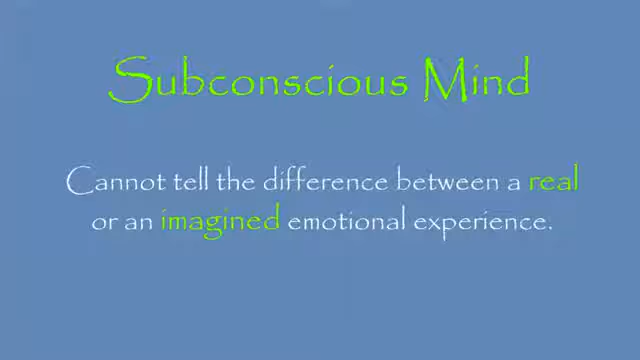 Subconscious Mind
Cannot tell the difference between a real
or an imagined emotional experience.